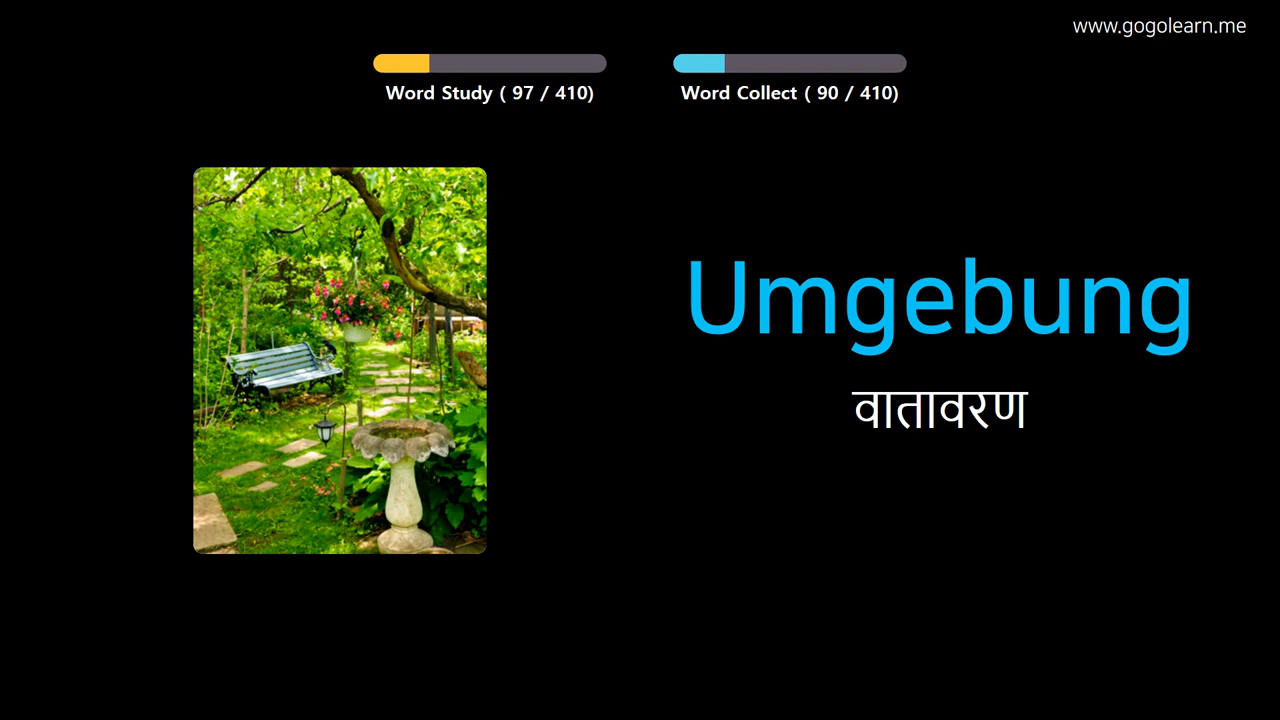 www.gogolearn.me
Word Study ( 97 / 410)
Word Collect ( 90 / 410)
Umgebung
वातावरण